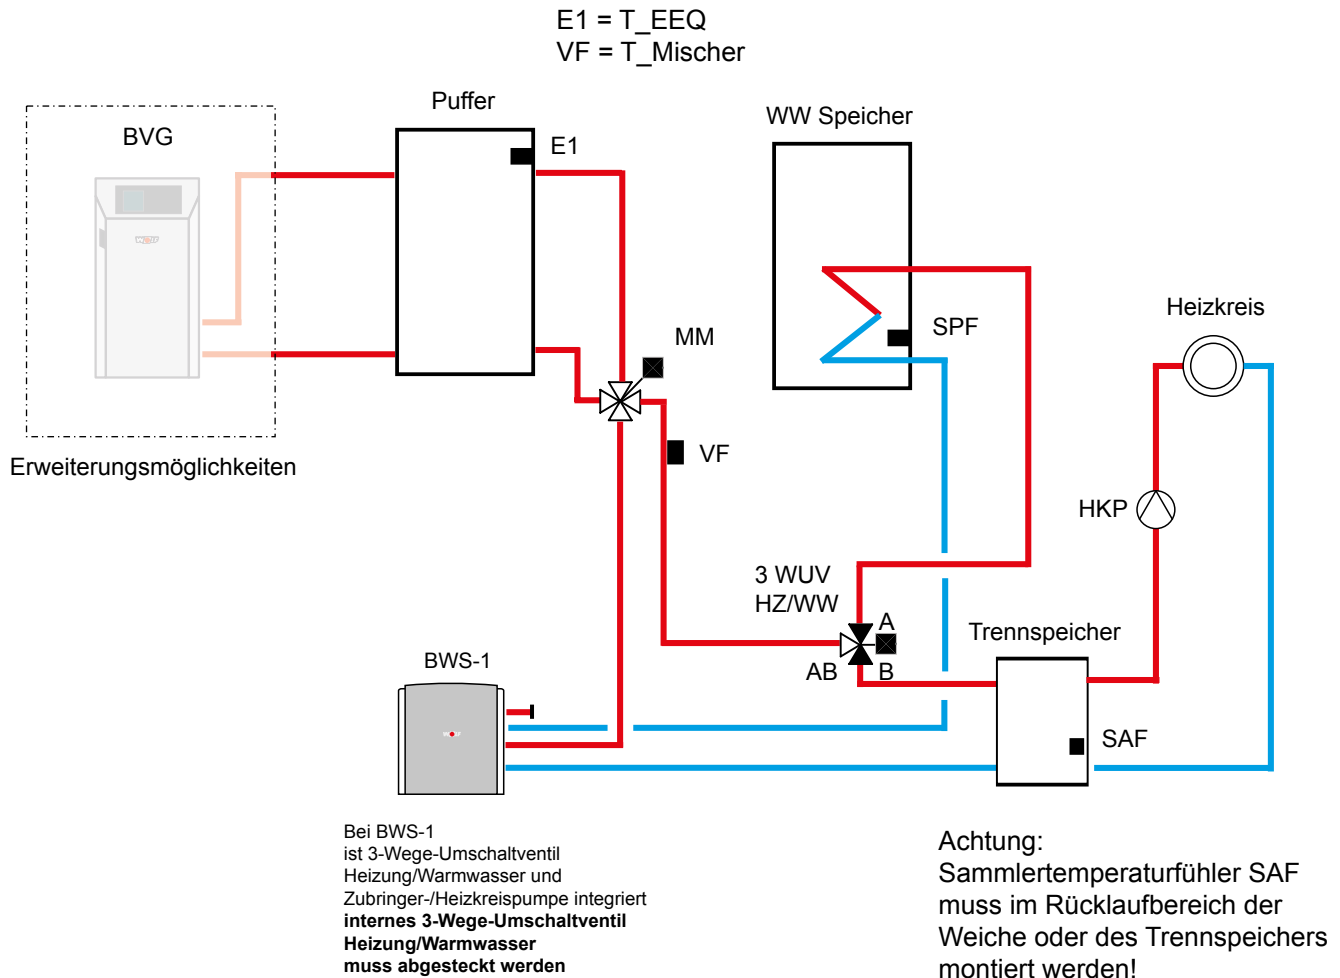 E1 = T_EEQ
VF = T_Mischer
Puffer
WW Speicher
BVG
E1
Heizkreis
SPF
MM
VF
Erweiterungsmöglichkeiten
HKP
3 WUV
HZ/WW
A
Trennspeicher
AB
B
BWS-1
SAF
Bei BWS-1
ist 3-Wege-Umschaltventil
Heizung/Warmwasser und
Zubringer-/Heizkreispumpe integriert
internes 3-Wege-Umschaltventil
Heizung/Warmwasser
muss abgesteckt werden
Achtung:
Sammlertemperaturfühler SAF
muss im Rücklaufbereich der
Weiche oder des Trennspeichers
montiert werden!